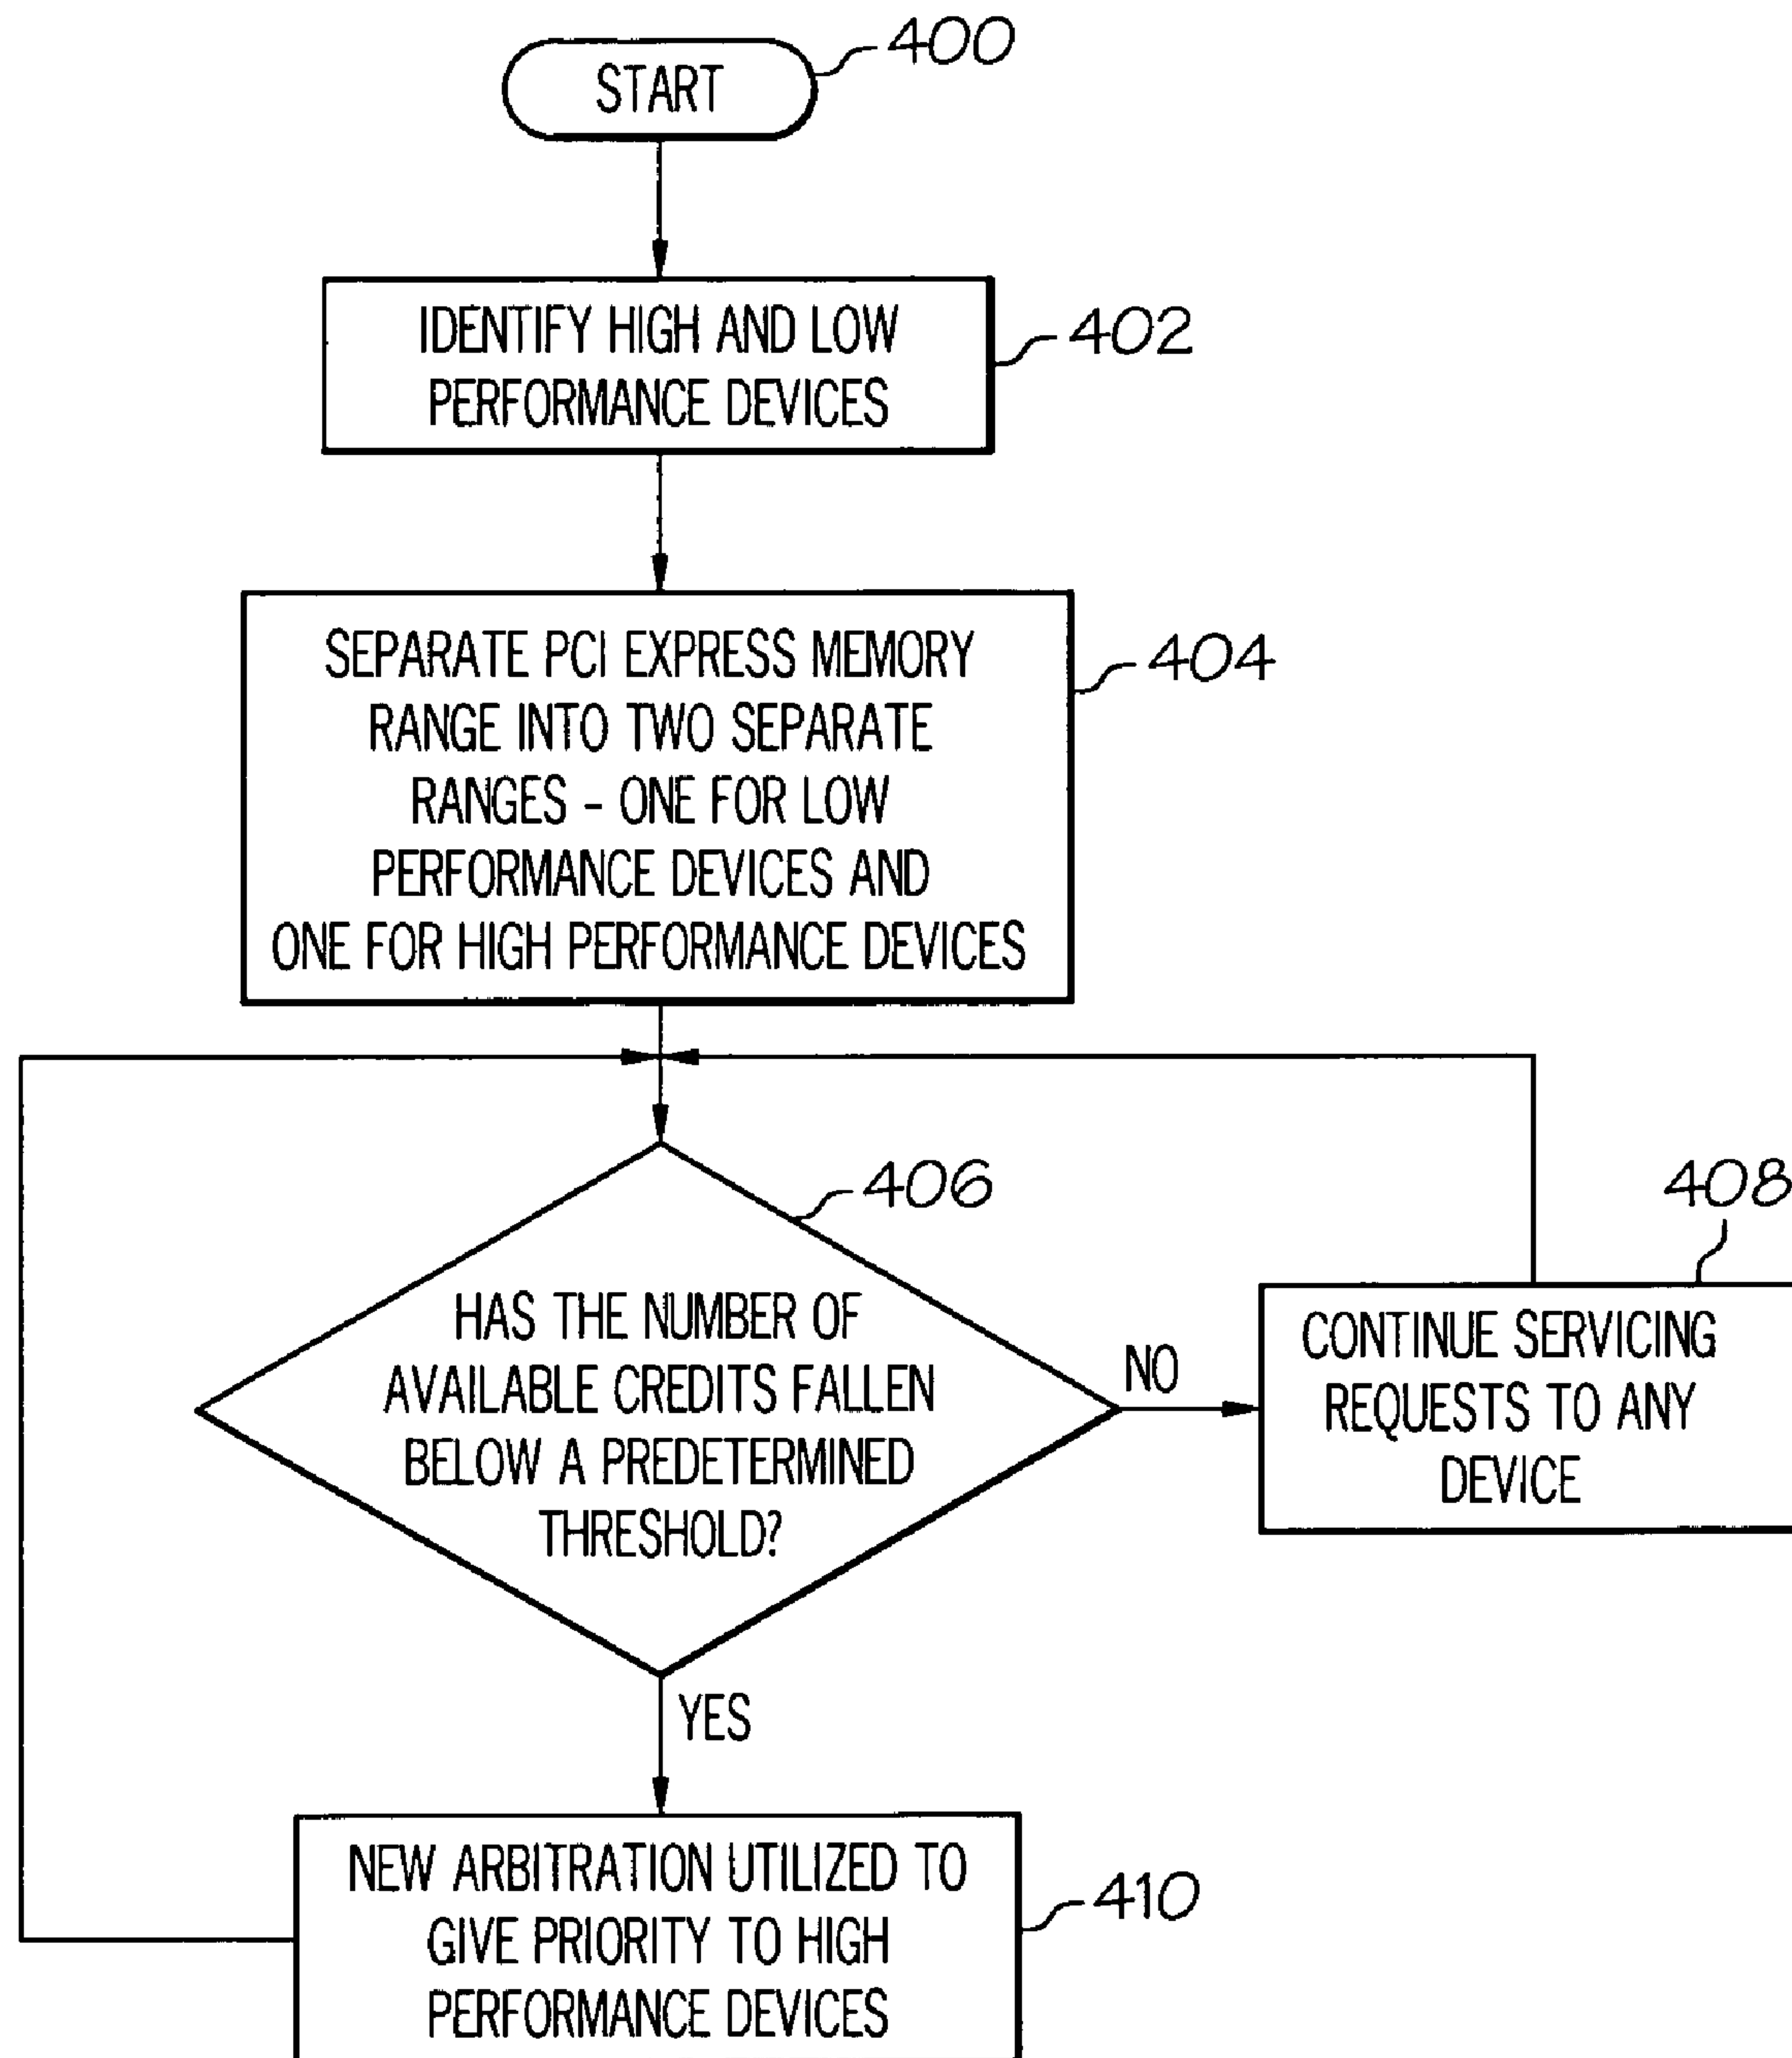 START
400
IDENTIFY HIGH AND LOW
PERFORMANCE DEVICES
402
SEPARATE PCI EXPRESS MEMORY
RANGE INTO TWO SEPARATE
RANGES – ONE FOR LOW
PERFORMANCE DEVICES AND
ONE FOR HIGH PERFORMANCE DEVICES
404
HAS THE NUMBER OF
AVAILABLE CREDITS FALLEN
BELOW A PREDETERMINED
THRESHOLD?
406
NO
CONTINUE SERVICING
REQUESTS TO ANY
DEVICE
408
YES
NEW ARBITRATION UTILIZED TO
GIVE PRIORITY TO HIGH
PERFORMANCE DEVICES
410